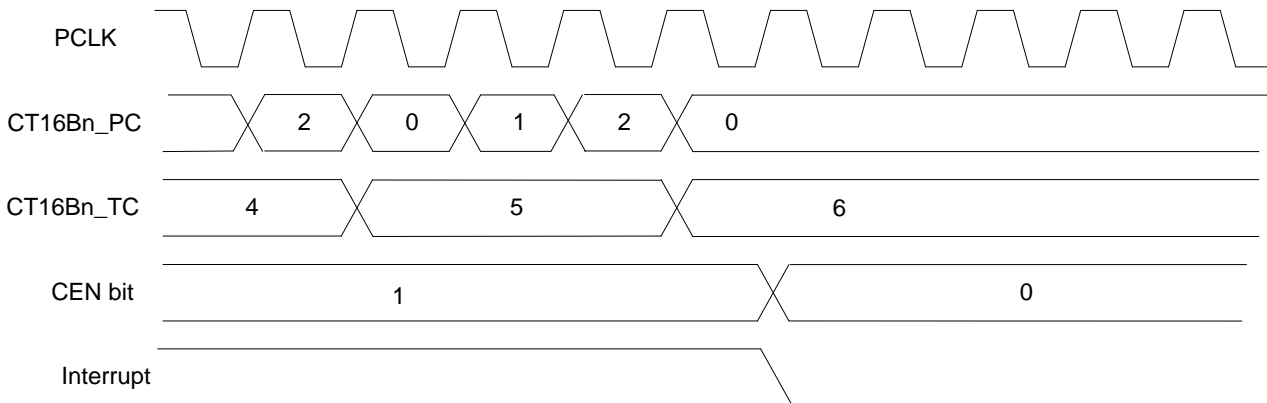 PCLK
CT16Bn_PC 2 0 1 2 0
CT16Bn_TC 4 5 6
CEN bit 1 0
Interrupt